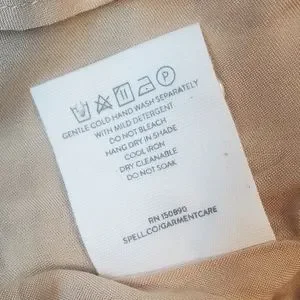 P
GENTLE COLD HAND WASH SEPARATELY
WITH MILD DETERGENT
DO NOT BLEACH
HANG DRY IN SHADE
COOL IRON
DRY CLEANABLE
DO NOT SOAK
RN 150890
SPELL.CO/GARMENTCARE